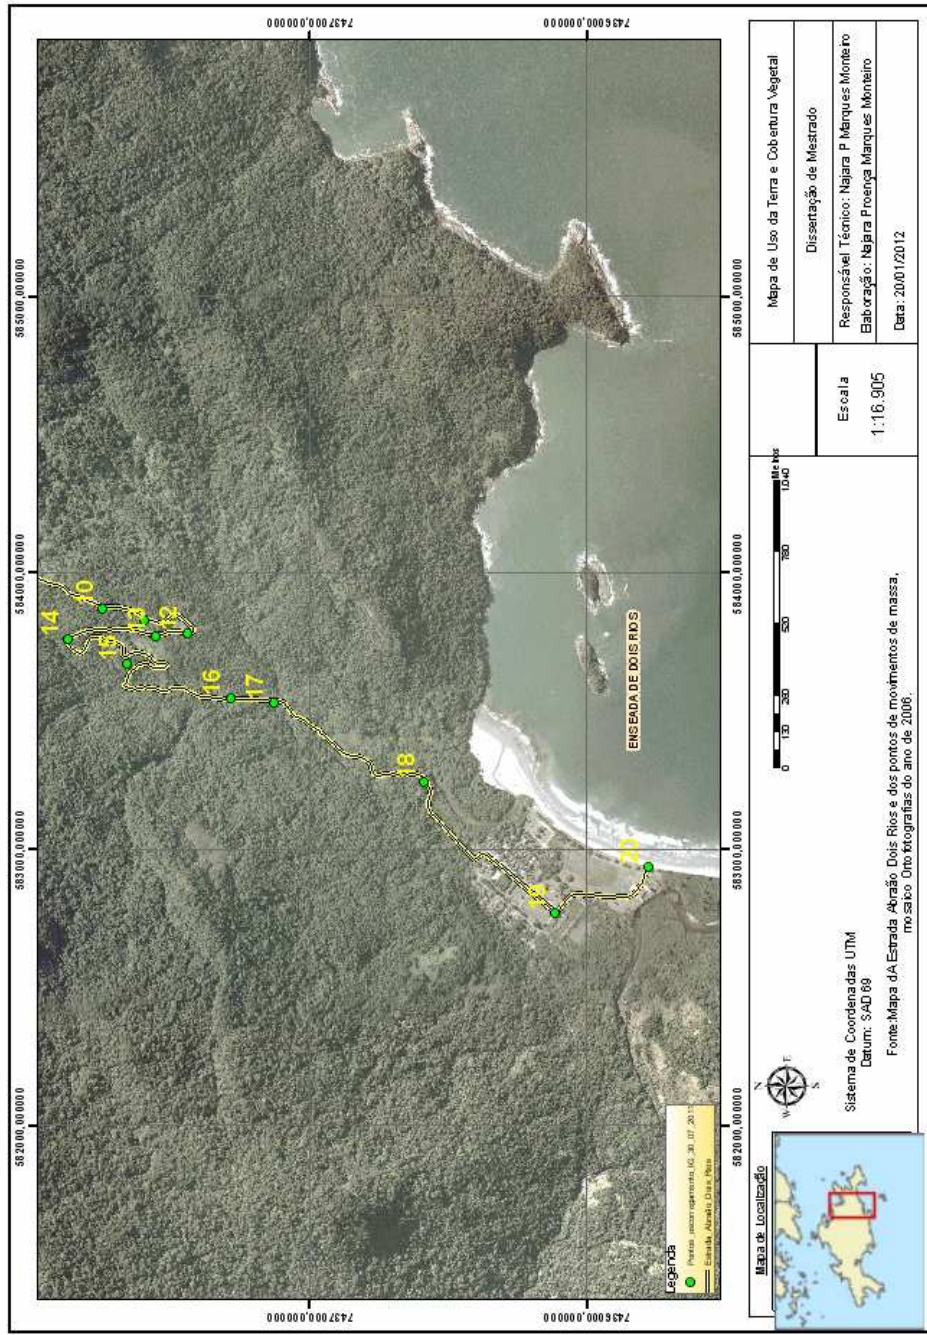 582000,000000
583000,000000
584000,000000
585000,000000
7437000,000000
7437000,000000
7436000,000000
7436000,000000
14
10
13
12
15
16
17
18
19
20
ENSEADA DE DOIS RIOS
Legenda
Estrada_Abraão_Dois_Rios
Mapa de Localização
N
W
E
S
Sistema de Coordenadas UTM
Datum: SAD 69
Fonte:Mapa dA Estrada Abraão Dois Rios e dos pontos de movimentos de massa,
mosaico Ortofotografias do ano de 2006.
0 130 260 520 780 1.040
Metros
Escala
1:16.905
Mapa de Uso da Terra e Cobertura Vegetal
Dissertação de Mestrado
Responsável Técnico: Najara P Marques Monteiro
Elaboração: Najara Proença Marques Monteiro
Data: 20/01/2012